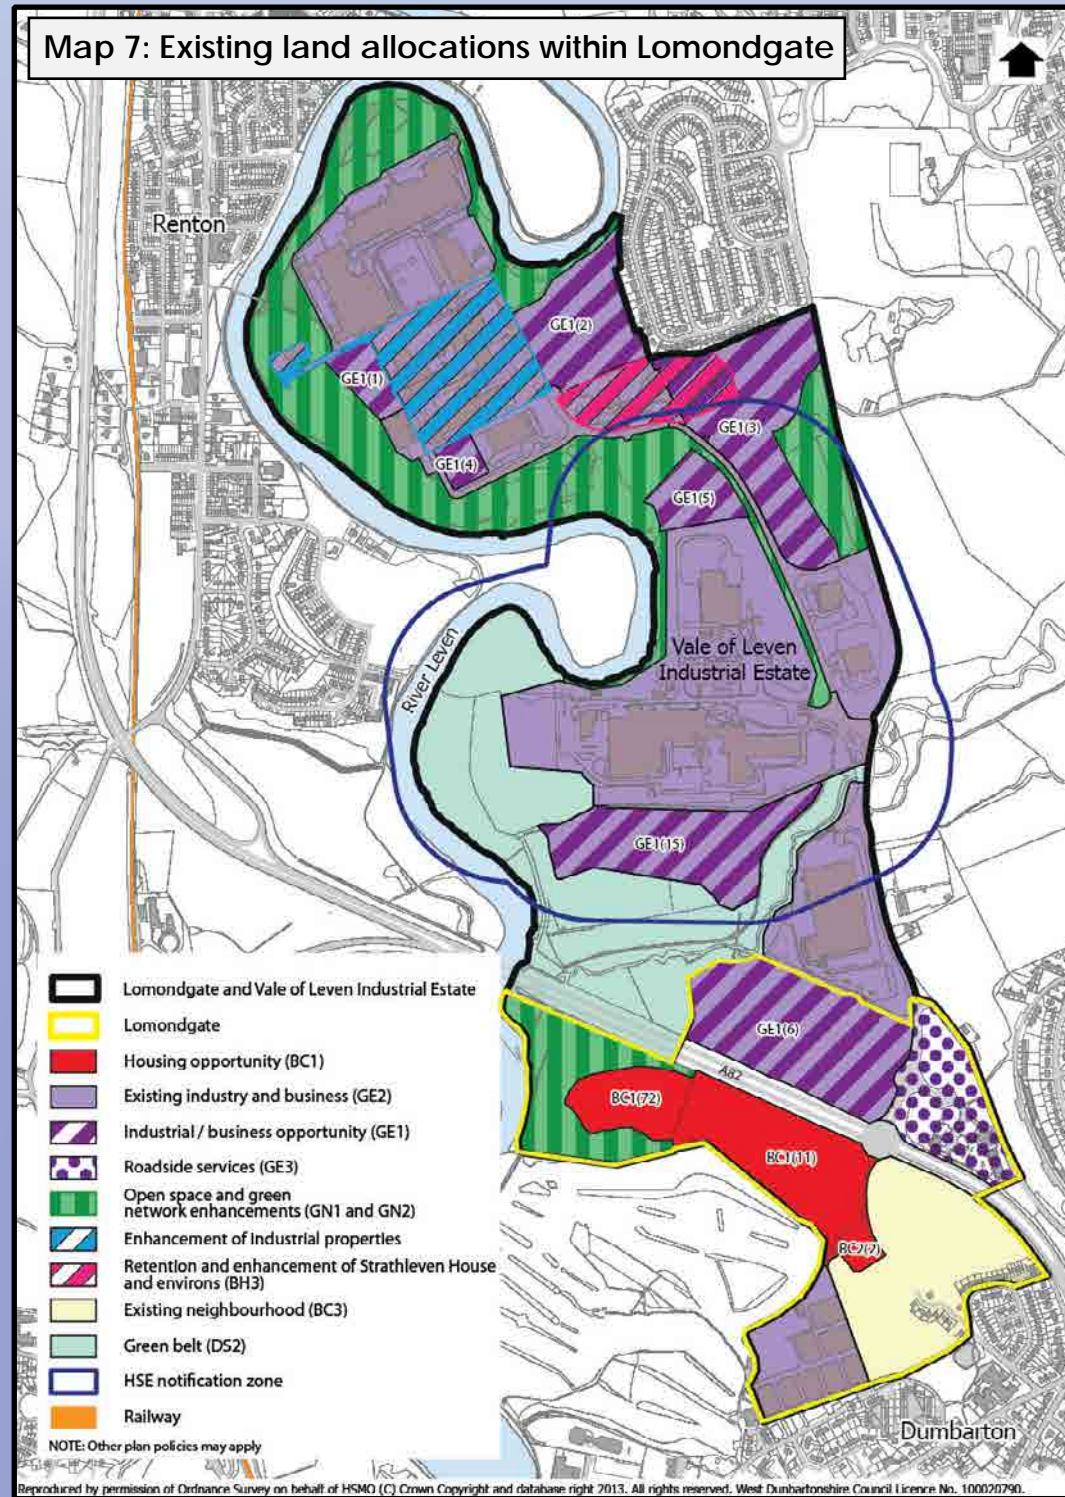 Map 7: Existing land allocations within Lomondgate
Renton
GE1(2)
GE1(1)
GE1(3)
GE1(4)
GE1(5)
River Leven
Vale of Leven
Industrial Estate
GE1(15)
GE1(6)
A82
BC1(72)
BC1(11)
BC2(2)
Dumbarton
Lomondgate and Vale of Leven Industrial Estate
Lomondgate
Housing opportunity (BC1)
Existing industry and business (GE2)
Industrial / business opportunity (GE1)
Roadside services (GE3)
Open space and green
network enhancements (GN1 and GN2)
Enhancement of industrial properties
Retention and enhancement of Strathleven House
and environs (BH3)
Existing neighbourhood (BC3)
Green belt (DS2)
HSE notification zone
Railway
NOTE: Other plan policies may apply
Reproduced by permission of Ordnance Survey on behalf of HSMO (C) Crown Copyright and database right 2013. All rights reserved. West Dunbartonshire Council Licence No. 100020790.